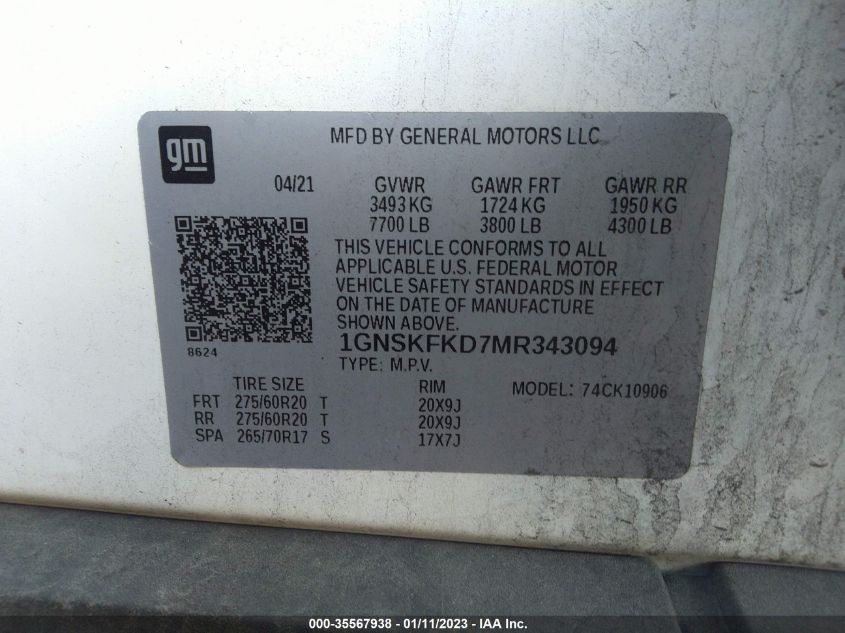 gm
MFD BY GENERAL MOTORS LLC
04/21 GVWR GAWR FRT GAWR RR
3493 KG 1724 KG 1950 KG
7700 LB 3800 LB 4300 LB
THIS VEHICLE CONFORMS TO ALL
APPLICABLE U.S. FEDERAL MOTOR
VEHICLE SAFETY STANDARDS IN EFFECT
ON THE DATE OF MANUFACTURE
SHOWN ABOVE.
8624
1GNSKFKD7MR343094
TYPE: M.P.V.
MODEL: 74CK10906
TIRE SIZE RIM
FRT 275/60R20 T 20X9J
RR 275/60R20 T 20X9J
SPA 265/70R17 S 17X7J
000-35567938 - 01/11/2023 - IAA Inc.